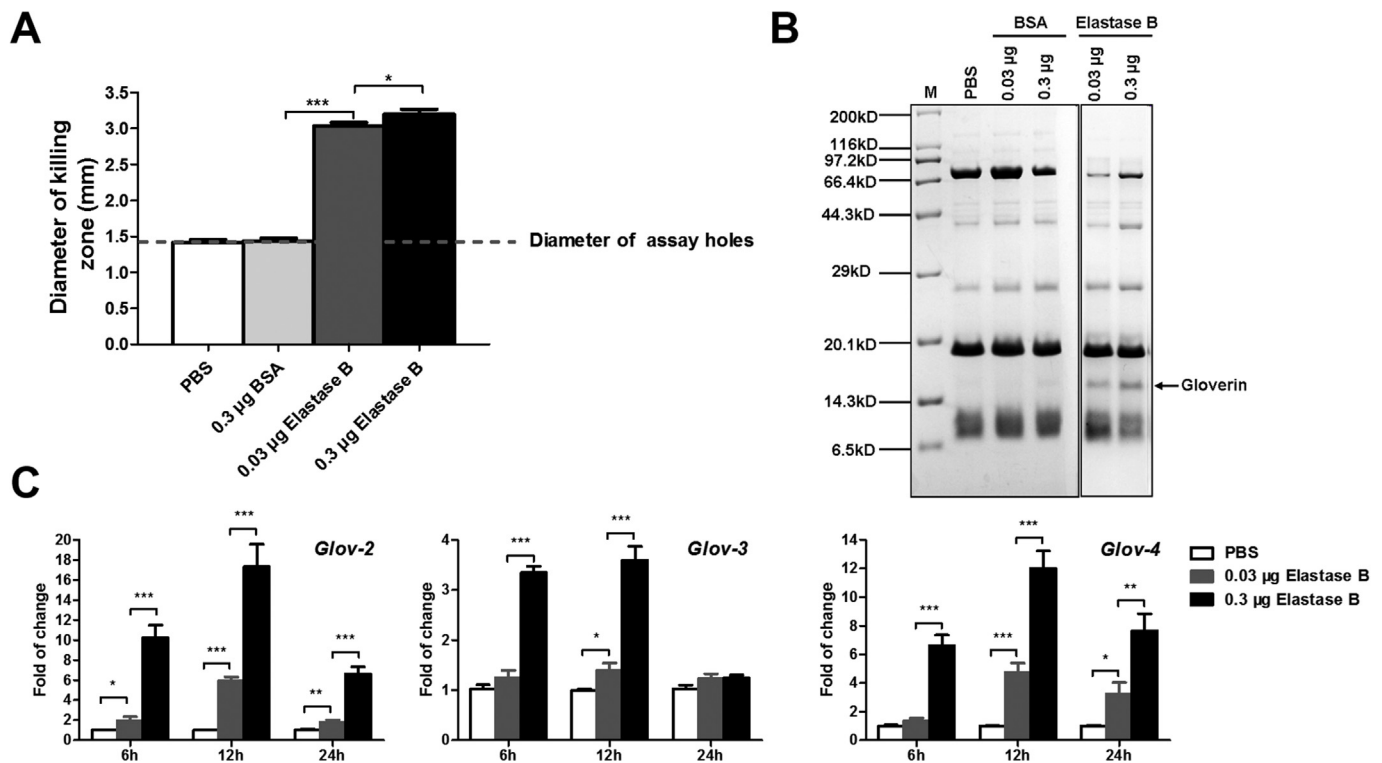 A
Diameter of killing
zone (mm)
3.5
3.0
2.5
2.0
1.5
1.0
0.5
0.0
***
*
Diameter of assay holes
PBS
0.3 µg BSA
0.03 µg Elastase B
0.3 µg Elastase B
B
BSA
Elastase B
M
PBS
0.03 µg
0.3 µg
0.03 µg
0.3 µg
200kD
116kD
97.2kD
66.4kD
44.3kD
29kD
20.1kD
14.3kD
6.5kD
Gloverin
C
Fold of change
20
18
16
14
12
10
8
6
4
2
0
Glov-2
*
***
***
***
**
***
6h
12h
24h
Fold of change
4
3
2
1
0
Glov-3
***
*
***
6h
12h
24h
Fold of change
14
12
10
8
6
4
2
0
Glov-4
***
***
***
*
**
6h
12h
24h
PBS
0.03 µg Elastase B
0.3 µg Elastase B